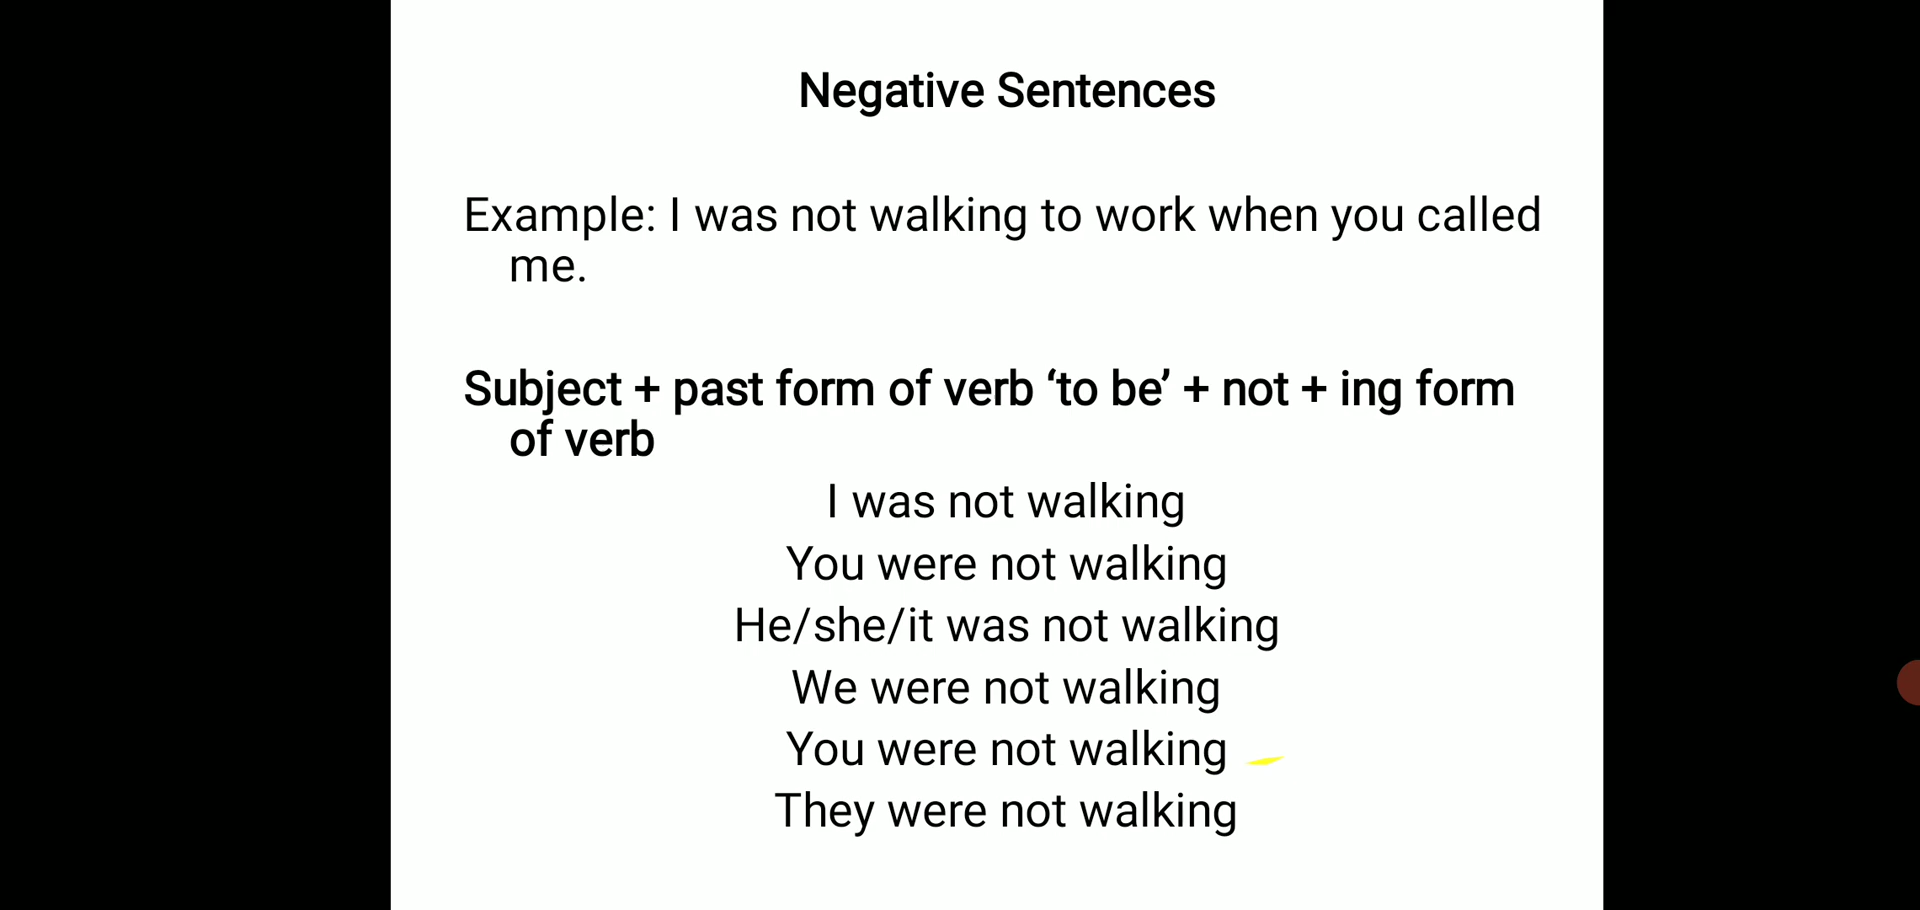 Negative Sentences
Example: I was not walking to work when you called
me.
Subject + past form of verb ‘to be’ + not + ing form
of verb
I was not walking
You were not walking
He/she/it was not walking
We were not walking
You were not walking
They were not walking